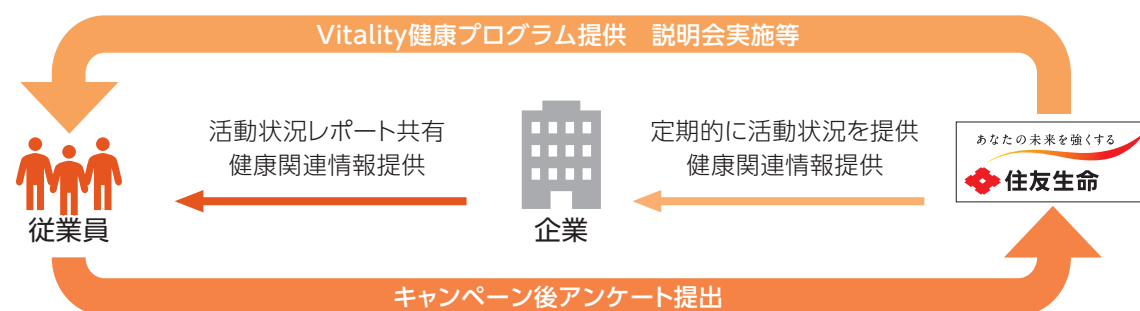 Vitality健康プログラム提供　説明会実施等
活動状況レポート共有
健康関連情報提供
定期的に活動状況を提供
健康関連情報提供
あなたの未来を強くする
住友生命
従業員
企業
キャンペーン後アンケート提出